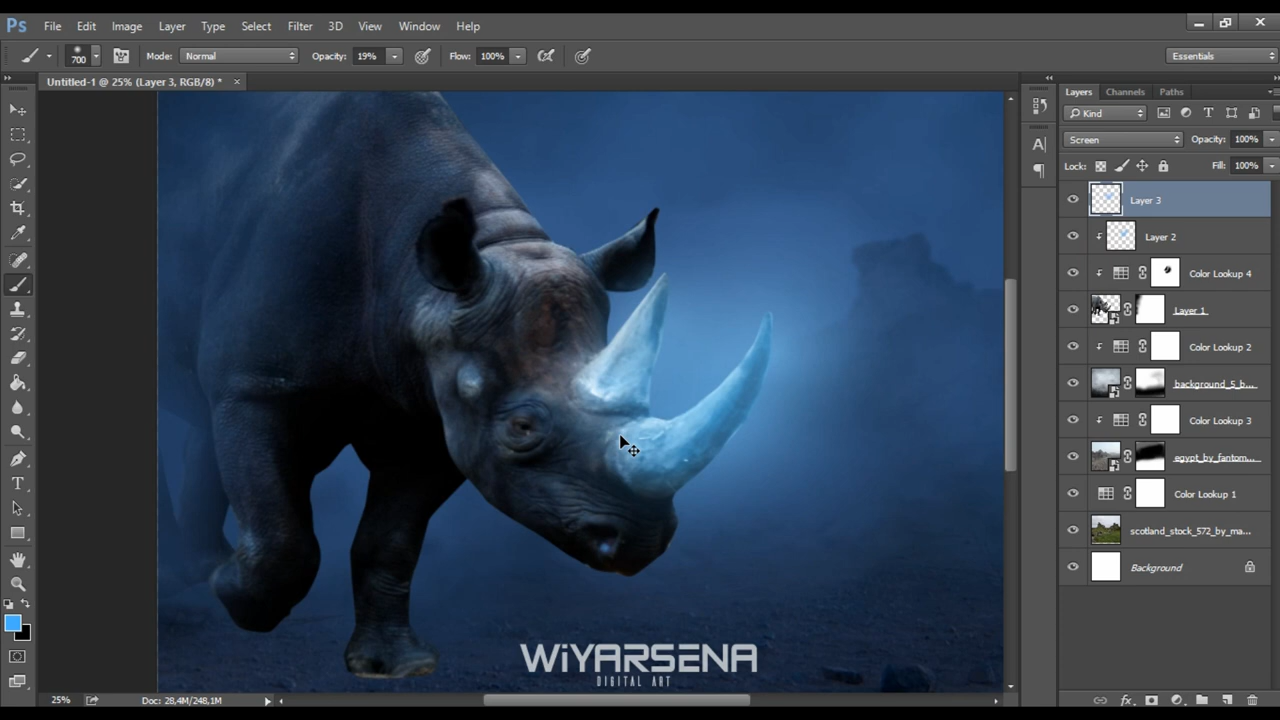 Ps File Edit Image Layer Type Select Filter 3D View Window Help
700 Mode: Normal Opacity: 19% Flow: 100% Essentials
Untitled-1 @ 25% (Layer 3, RGB/8) * ×
Layers Channels Paths
Kind
Screen Opacity: 100%
Lock: Fill: 100%
Layer 3
Layer 2
Color Lookup 4
Layer 1
Color Lookup 2
background_5_b...
Color Lookup 3
egypt_by_fantom...
Color Lookup 1
scotland_stock_572_by_ma...
Background
WiYARSENA
DIGITAL ART
25% Doc: 28,4M/248,1M